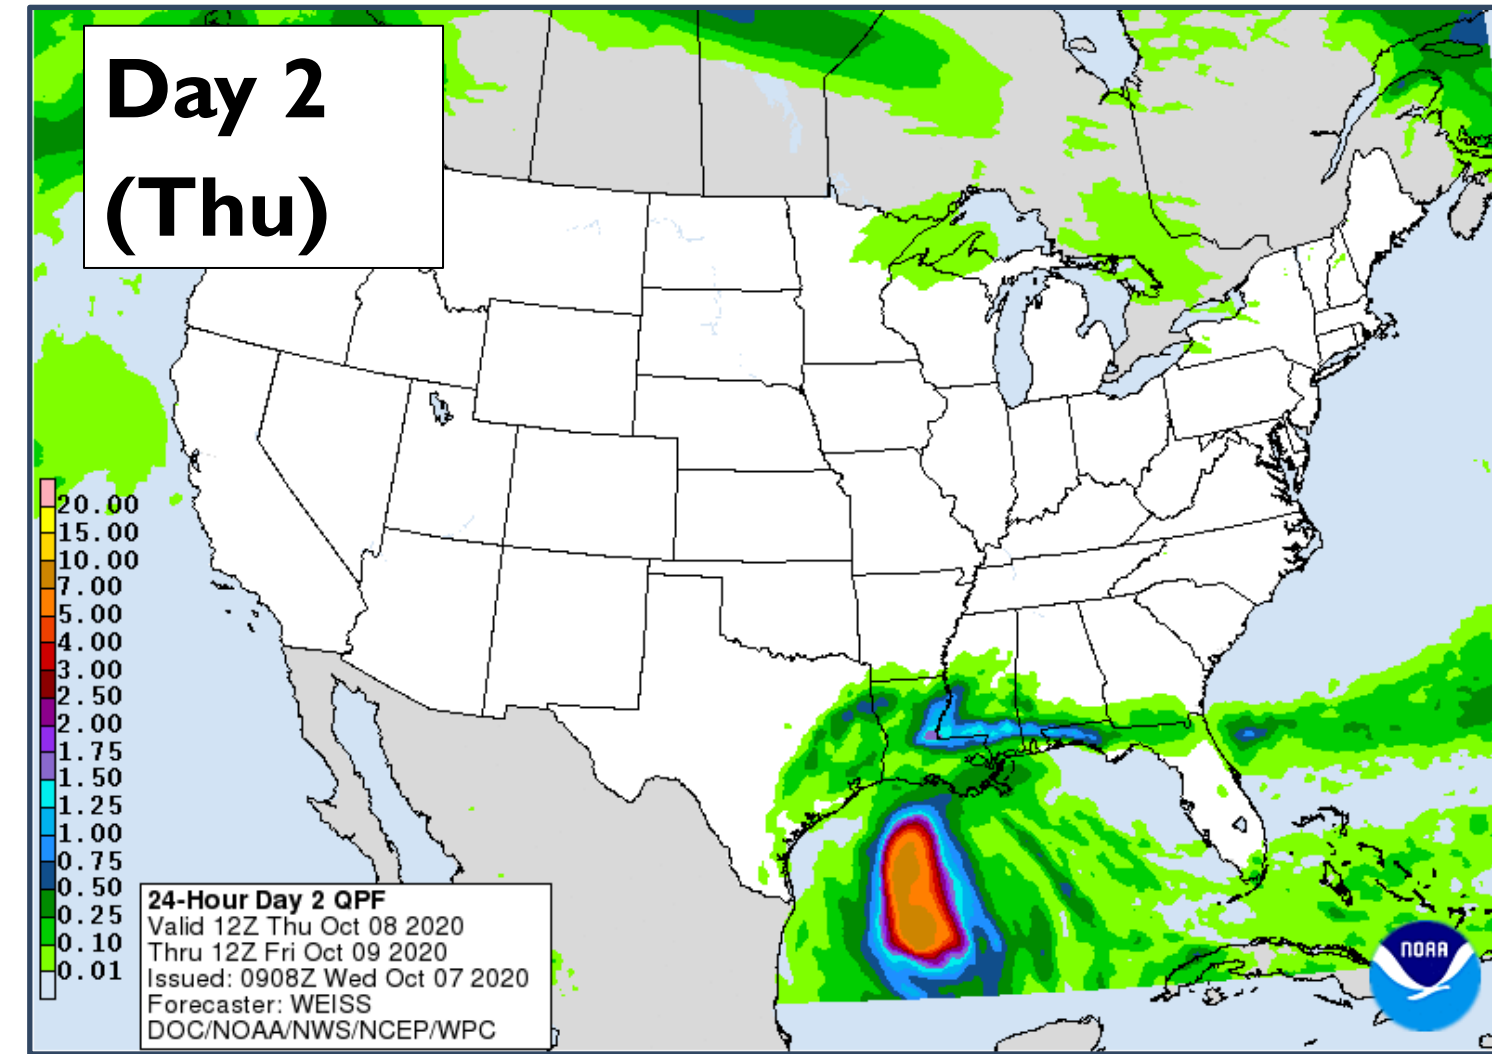 Day 2
(Thu)
20.00
15.00
10.00
7.00
5.00
4.00
3.00
2.50
2.00
1.75
1.50
1.25
1.00
0.75
0.50
0.25
0.10
0.01
24-Hour Day 2 QPF
Valid 12Z Thu Oct 08 2020
Thru 12Z Fri Oct 09 2020
Issued: 0908Z Wed Oct 07 2020
Forecaster: WEISS
DOC/NOAA/NWS/NCEP/WPC
NOAA